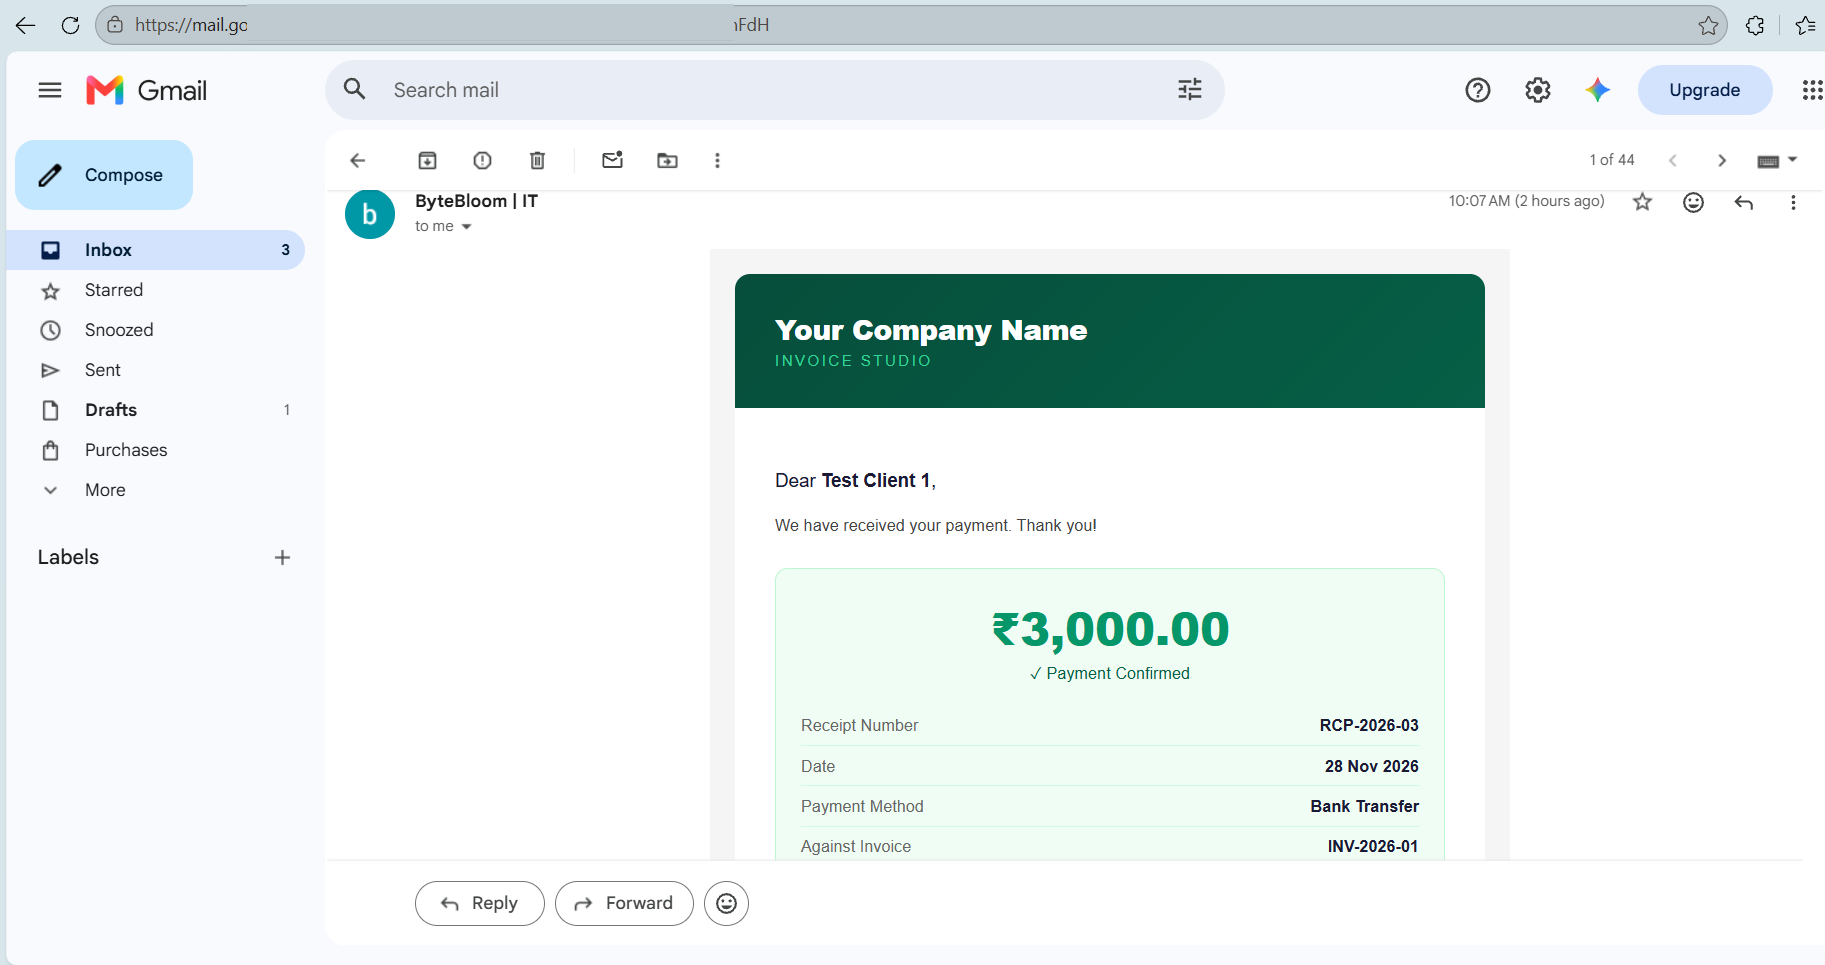 https://mail.go
FdH
Gmail
Search mail
Upgrade
Compose
1 of 44
Inbox 3
Starred
Snoozed
Sent
Drafts 1
Purchases
More
Labels
b
ByteBloom | IT
to me
10:07 AM (2 hours ago)
Your Company Name
INVOICE STUDIO
Dear Test Client 1,
We have received your payment. Thank you!
₹3,000.00
✓ Payment Confirmed
Receipt Number RCP-2026-03
Date 28 Nov 2026
Payment Method Bank Transfer
Against Invoice INV-2026-01
Reply
Forward